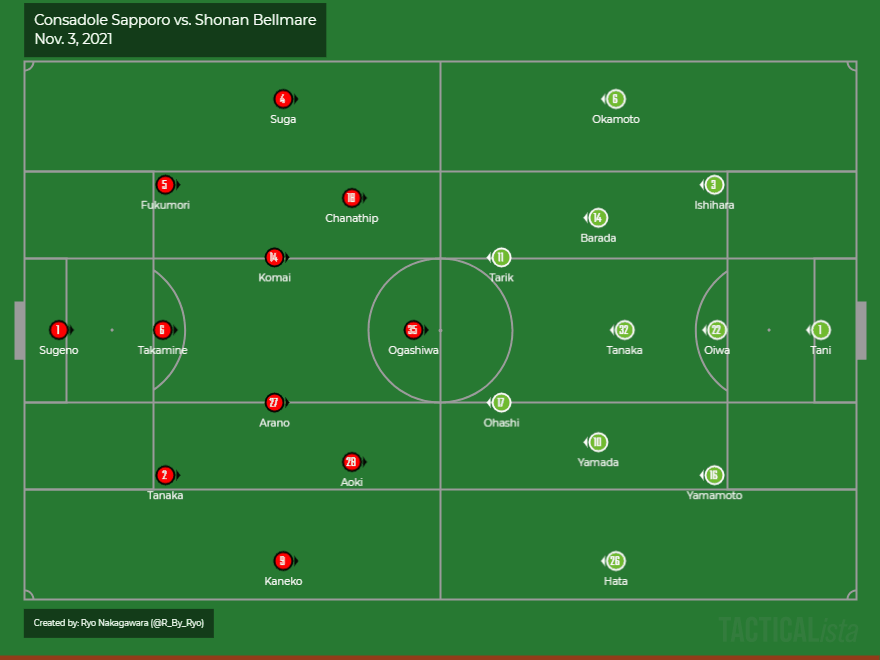 Consadole Sapporo vs. Shonan Bellmare
Nov. 3, 2021
4
Suga
6
Okamoto
5
Fukumori
18
Chanathip
3
Ishihara
14
Barada
14
Komai
11
Tarik
1
Sugeno
6
Takamine
35
Ogashiwa
32
Tanaka
22
Oiwa
1
Tani
27
Arano
17
Ohashi
28
Aoki
10
Yamada
2
Tanaka
16
Yamamoto
9
Kaneko
26
Hata
Created by: Ryo Nakagawara (@R_By_Ryo)
TACTICALista